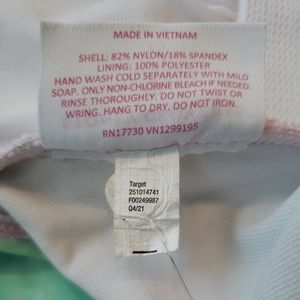 MADE IN VIETNAM
SHELL: 82% NYLON/18% SPANDEX
LINING: 100% POLYESTER
HAND WASH COLD SEPARATELY WITH MILD
SOAP. ONLY NON-CHLORINE BLEACH IF NEEDED.
RINSE THOROUGHLY. DO NOT TWIST OR
WRING. HANG TO DRY, DO NOT IRON.
RN17730 VN1299195
Target
251014741
F00249987
Q4/21